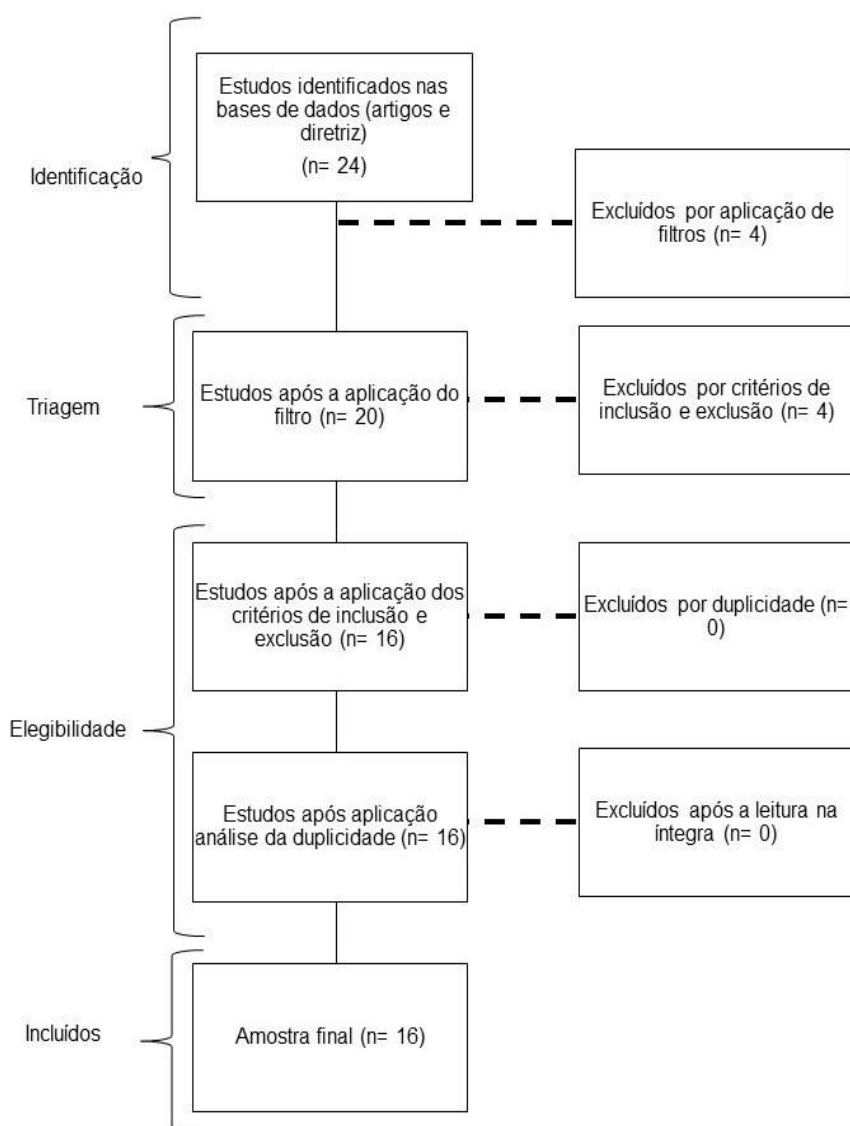 Estudos identificados nas
bases de dados (artigos e
diretriz)
(n= 24)
Identificação
Excluídos por aplicação de
filtros (n= 4)
Triagem
Estudos após a aplicação do
filtro (n= 20)
Excluídos por critérios de
inclusão e exclusão (n= 4)
Estudos após a aplicação dos
critérios de inclusão e
exclusão (n= 16)
Excluídos por duplicidade (n=
0)
Elegibilidade
Estudos após aplicação
análise da duplicidade (n= 16)
Excluídos após a leitura na
íntegra (n= 0)
Incluídos
Amostra final (n= 16)